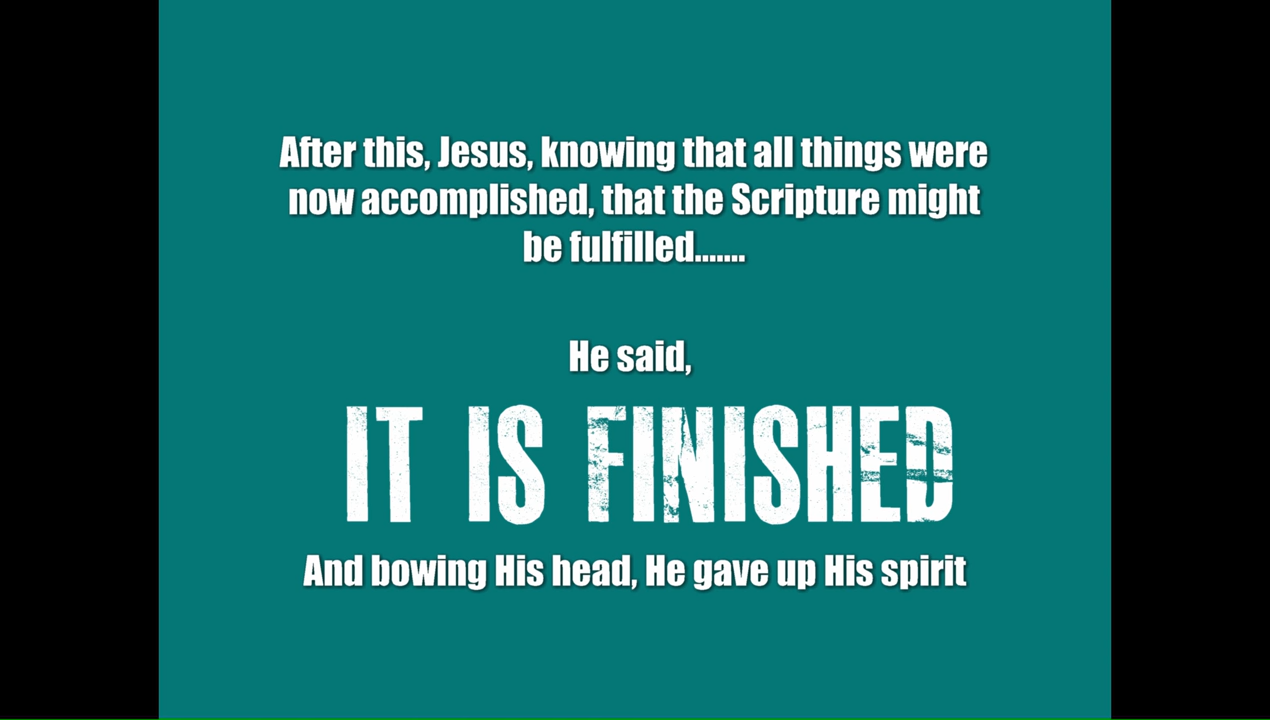 After this, Jesus, knowing that all things were
now accomplished, that the Scripture might
be fulfilled.......
He said,
IT IS FINISHED
And bowing His head, He gave up His spirit